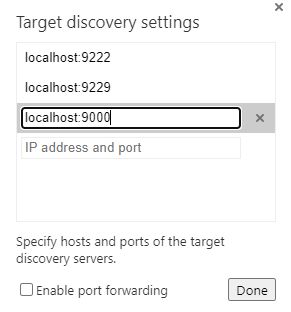 Target discovery settings
localhost:9222
localhost:9229
localhost:9000
IP address and port
Specify hosts and ports of the target
discovery servers.
Enable port forwarding
Done